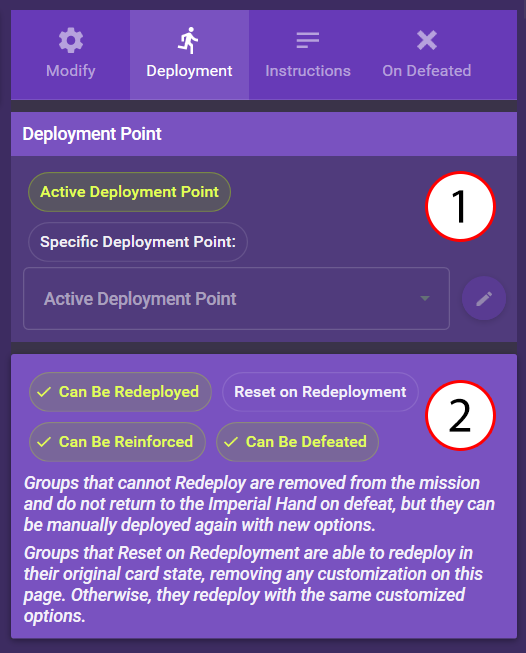 Modify Deployment Instructions On Defeated
Deployment Point
Active Deployment Point
1
Specific Deployment Point:
Active Deployment Point
Can Be Redeployed Reset on Redeployment
2
Can Be Reinforced Can Be Defeated
Groups that cannot Redeploy are removed from the mission
and do not return to the Imperial Hand on defeat, but they can
be manually deployed again with new options.
Groups that Reset on Redeployment are able to redeploy in
their original card state, removing any customization on this
page. Otherwise, they redeploy with the same customized
options.